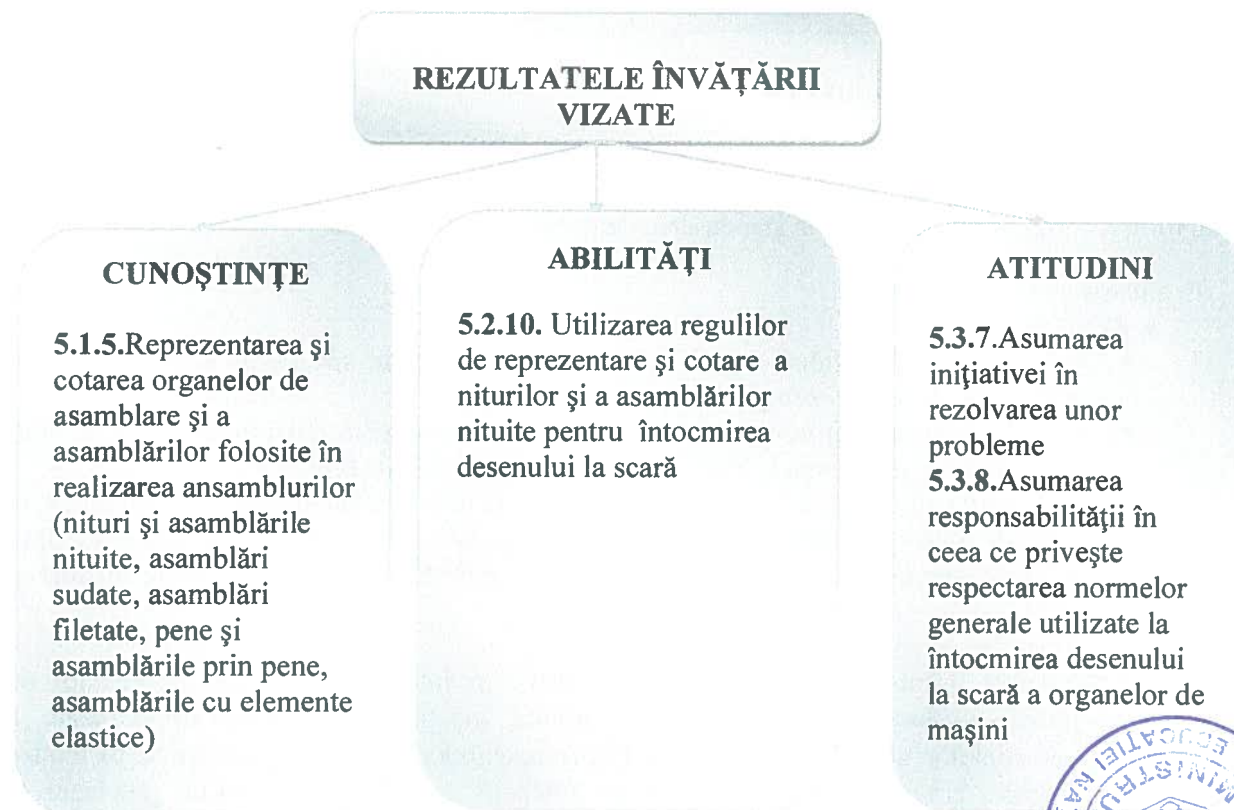 REZULTATELE ÎNVĂŢĂRII
VIZATE
CUNOŞTINŢE
5.1.5.Reprezentarea şi
cotarea organelor de
asamblare şi a
asamblărilor folosite în
realizarea ansamblurilor
(nituri şi asamblările
nituite, asamblări
sudate, asamblări
filetate, pene şi
asamblările prin pene,
asamblările cu elemente
elastice)
ABILITĂŢI
5.2.10. Utilizarea regulilor
de reprezentare şi cotare a
niturilor şi a asamblărilor
nituite pentru întocmirea
desenului la scară
ATITUDINI
5.3.7.Asumarea
iniţiativei în
rezolvarea unor
probleme
5.3.8.Asumarea
responsabilităţii în
ceea ce priveşte
respectarea normelor
generale utilizate la
întocmirea desenului
la scară a organelor de
maşini